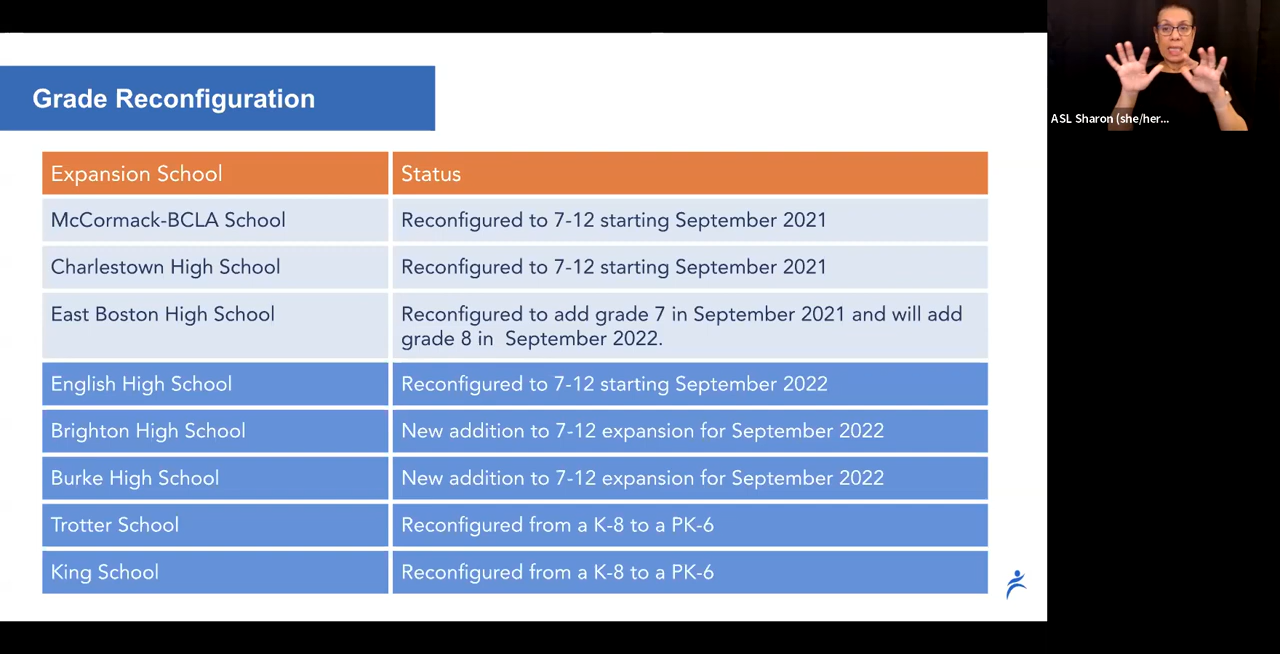 Grade Reconfiguration
Expansion School
Status
McCormack-BCLA School
Reconfigured to 7-12 starting September 2021
Charlestown High School
Reconfigured to 7-12 starting September 2021
East Boston High School
Reconfigured to add grade 7 in September 2021 and will add
grade 8 in September 2022.
English High School
Reconfigured to 7-12 starting September 2022
Brighton High School
New addition to 7-12 expansion for September 2022
Burke High School
New addition to 7-12 expansion for September 2022
Trotter School
Reconfigured from a K-8 to a PK-6
King School
Reconfigured from a K-8 to a PK-6
ASL Sharon (she/her...